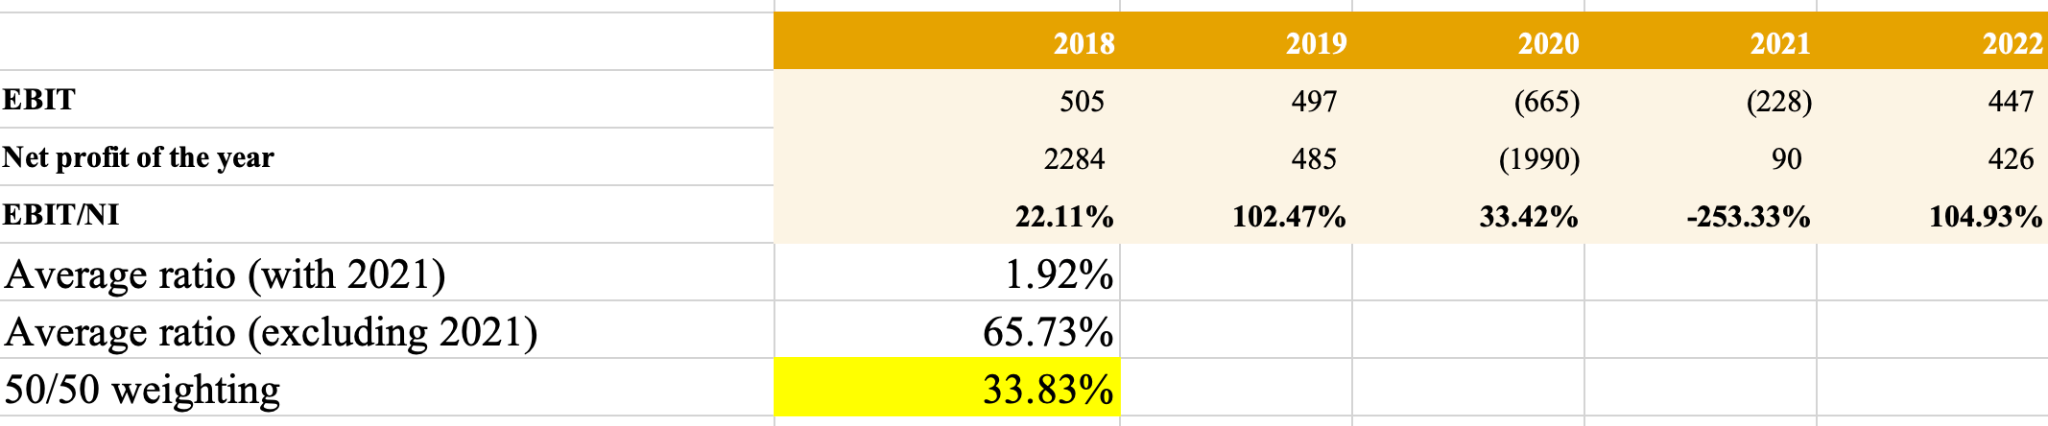 2018 2019 2020 2021 2022
EBIT 505 497 (665) (228) 447
Net profit of the year 2284 485 (1990) 90 426
EBIT/NI 22.11% 102.47% 33.42% -253.33% 104.93%
Average ratio (with 2021) 1.92%
Average ratio (excluding 2021) 65.73%
50/50 weighting 33.83%